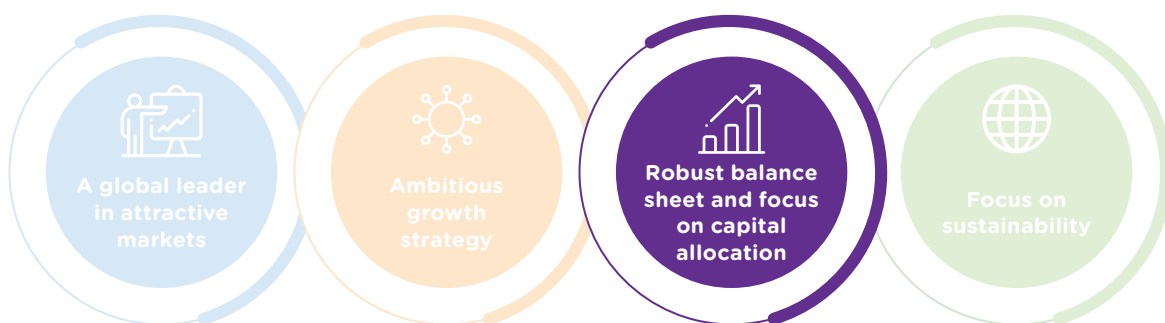 A global leader
in attractive
markets
Ambitious
growth
strategy
Robust balance
sheet and focus
on capital
allocation
Focus on
sustainability